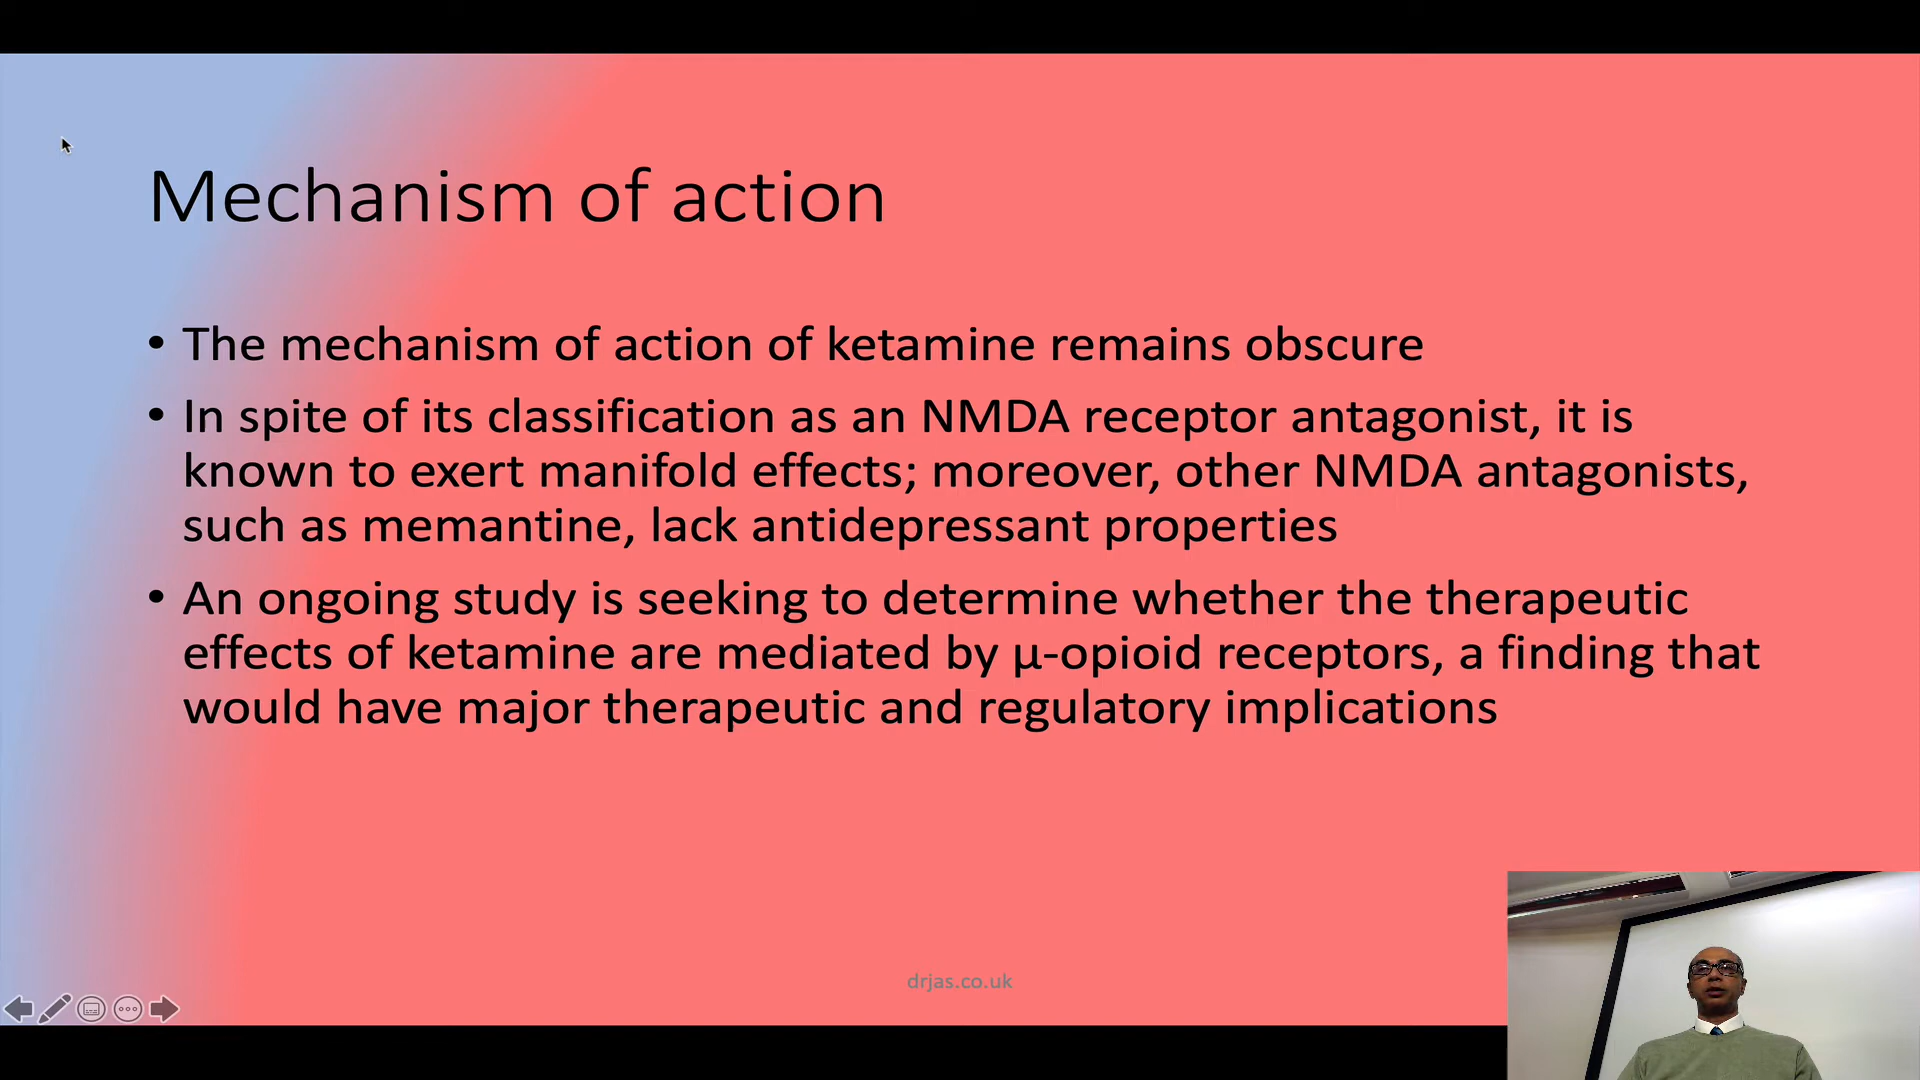 Mechanism of action
• The mechanism of action of ketamine remains obscure
• In spite of its classification as an NMDA receptor antagonist, it is
known to exert manifold effects; moreover, other NMDA antagonists,
such as memantine, lack antidepressant properties
• An ongoing study is seeking to determine whether the therapeutic
effects of ketamine are mediated by µ-opioid receptors, a finding that
would have major therapeutic and regulatory implications
drjas.co.uk